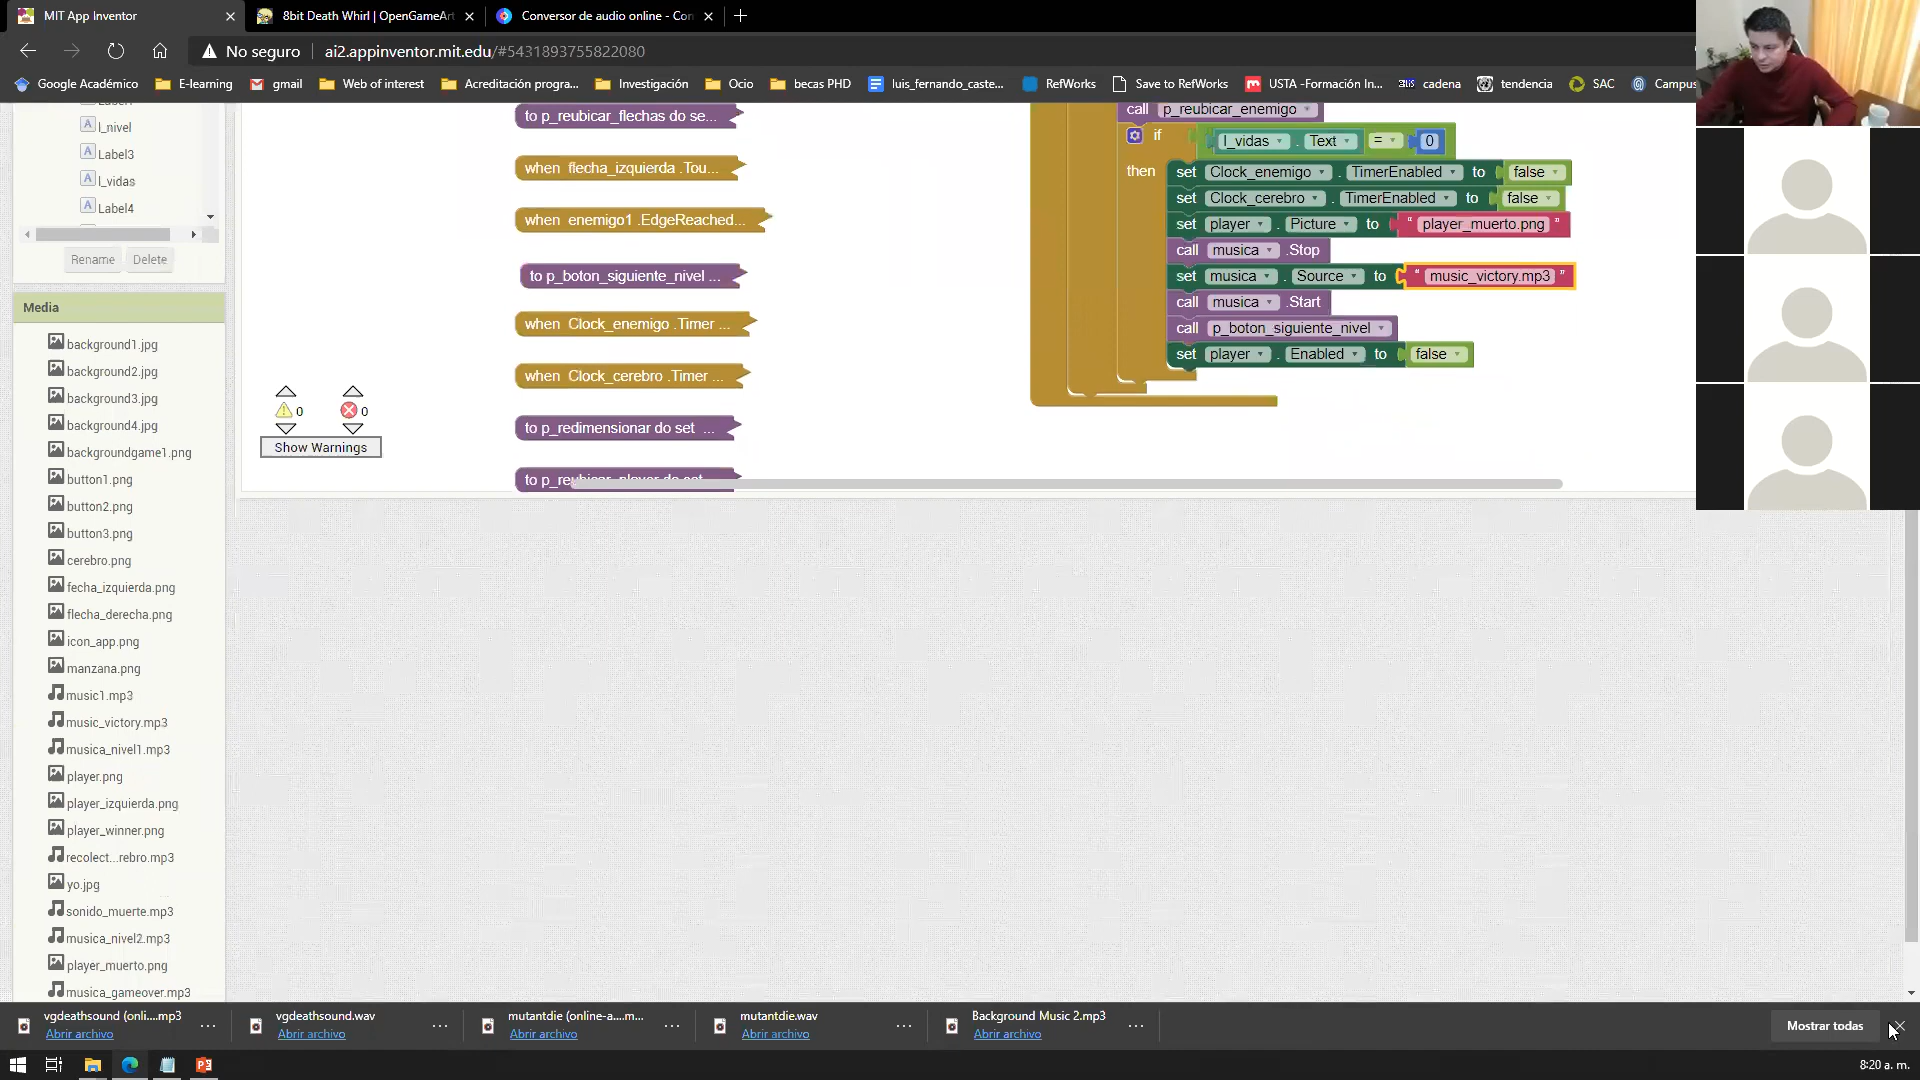 MIT App Inventor
8bit Death Whirl | OpenGameArt
Conversor de audio online - Con
No seguro
ai2.appinventor.mit.edu/#5431893755822080
Google Académico
E-learning
gmail
Web of interest
Acreditación progra...
Investigación
Ocio
becas PHD
luis_fernando_caste...
RefWorks
Save to RefWorks
USTA -Formación In...
cadena
tendencia
SAC
Campus
l_nivel
Label3
l_vidas
Label4
Rename
Delete
Media
background1.jpg
background2.jpg
background3.jpg
background4.jpg
backgroundgame1.png
button1.png
button2.png
button3.png
cerebro.png
fecha_izquierda.png
flecha_derecha.png
icon_app.png
manzana.png
music1.mp3
music_victory.mp3
musica_nivel1.mp3
player.png
player_izquierda.png
player_winner.png
recolect...rebro.mp3
yo.jpg
sonido_muerte.mp3
musica_nivel2.mp3
player_muerto.png
musica_gameover.mp3
0
0
Show Warnings
to p_reubicar_flechas do se...
when flecha_izquierda .Tou...
when enemigo1 .EdgeReached...
to p_boton_siguiente_nivel ...
when Clock_enemigo .Timer ...
when Clock_cerebro .Timer ...
to p_redimensionar do set ...
to p_reubicar_player do set
call p_reubicar_enemigo
if l_vidas . Text = 0
then set Clock_enemigo . TimerEnabled to false
set Clock_cerebro . TimerEnabled to false
set player . Picture to " player_muerto.png "
call musica .Stop
set musica . Source to " music_victory.mp3 "
call musica .Start
call p_boton_siguiente_nivel
set player . Enabled to false
vgdeathsound (onli....mp3
Abrir archivo
vgdeathsound.wav
Abrir archivo
mutantdie (online-a....m...
Abrir archivo
mutantdie.wav
Abrir archivo
Background Music 2.mp3
Abrir archivo
Mostrar todas
8:20 a. m.